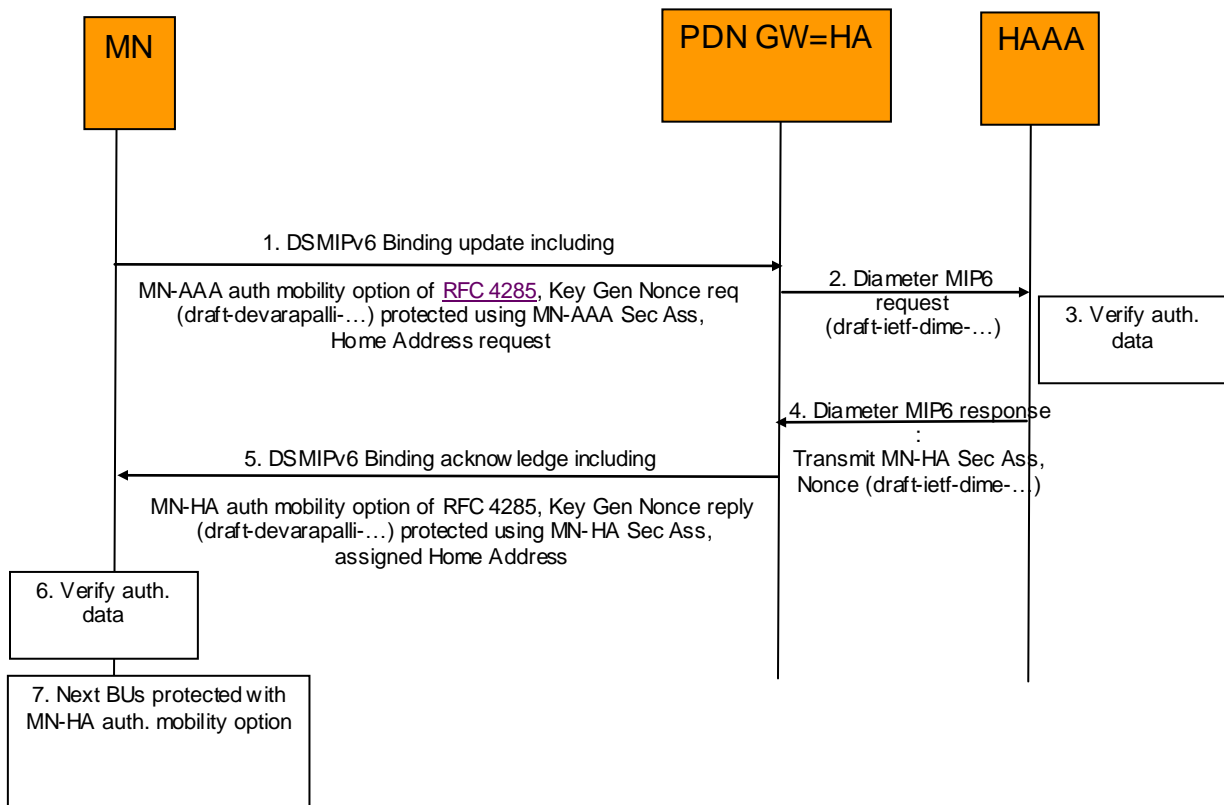 MN
PDN GW=HA
HAAA
1. DSMIPv6 Binding update including
MN-AAA auth mobility option of RFC 4285, Key Gen Nonce req
(draft-devarapalli-…) protected using MN-AAA Sec Ass,
Home Address request
2. Diameter MIP6
request
(draft-ietf-dime-…)
3. Verify auth.
data
4. Diameter MIP6 response
:
Transmit MN-HA Sec Ass,
Nonce (draft-ietf-dime-…)
5. DSMIPv6 Binding acknowledge including
MN-HA auth mobility option of RFC 4285, Key Gen Nonce reply
(draft-devarapalli-…) protected using MN-HA Sec Ass,
assigned Home Address
6. Verify auth.
data
7. Next BUs protected with
MN-HA auth. mobility option